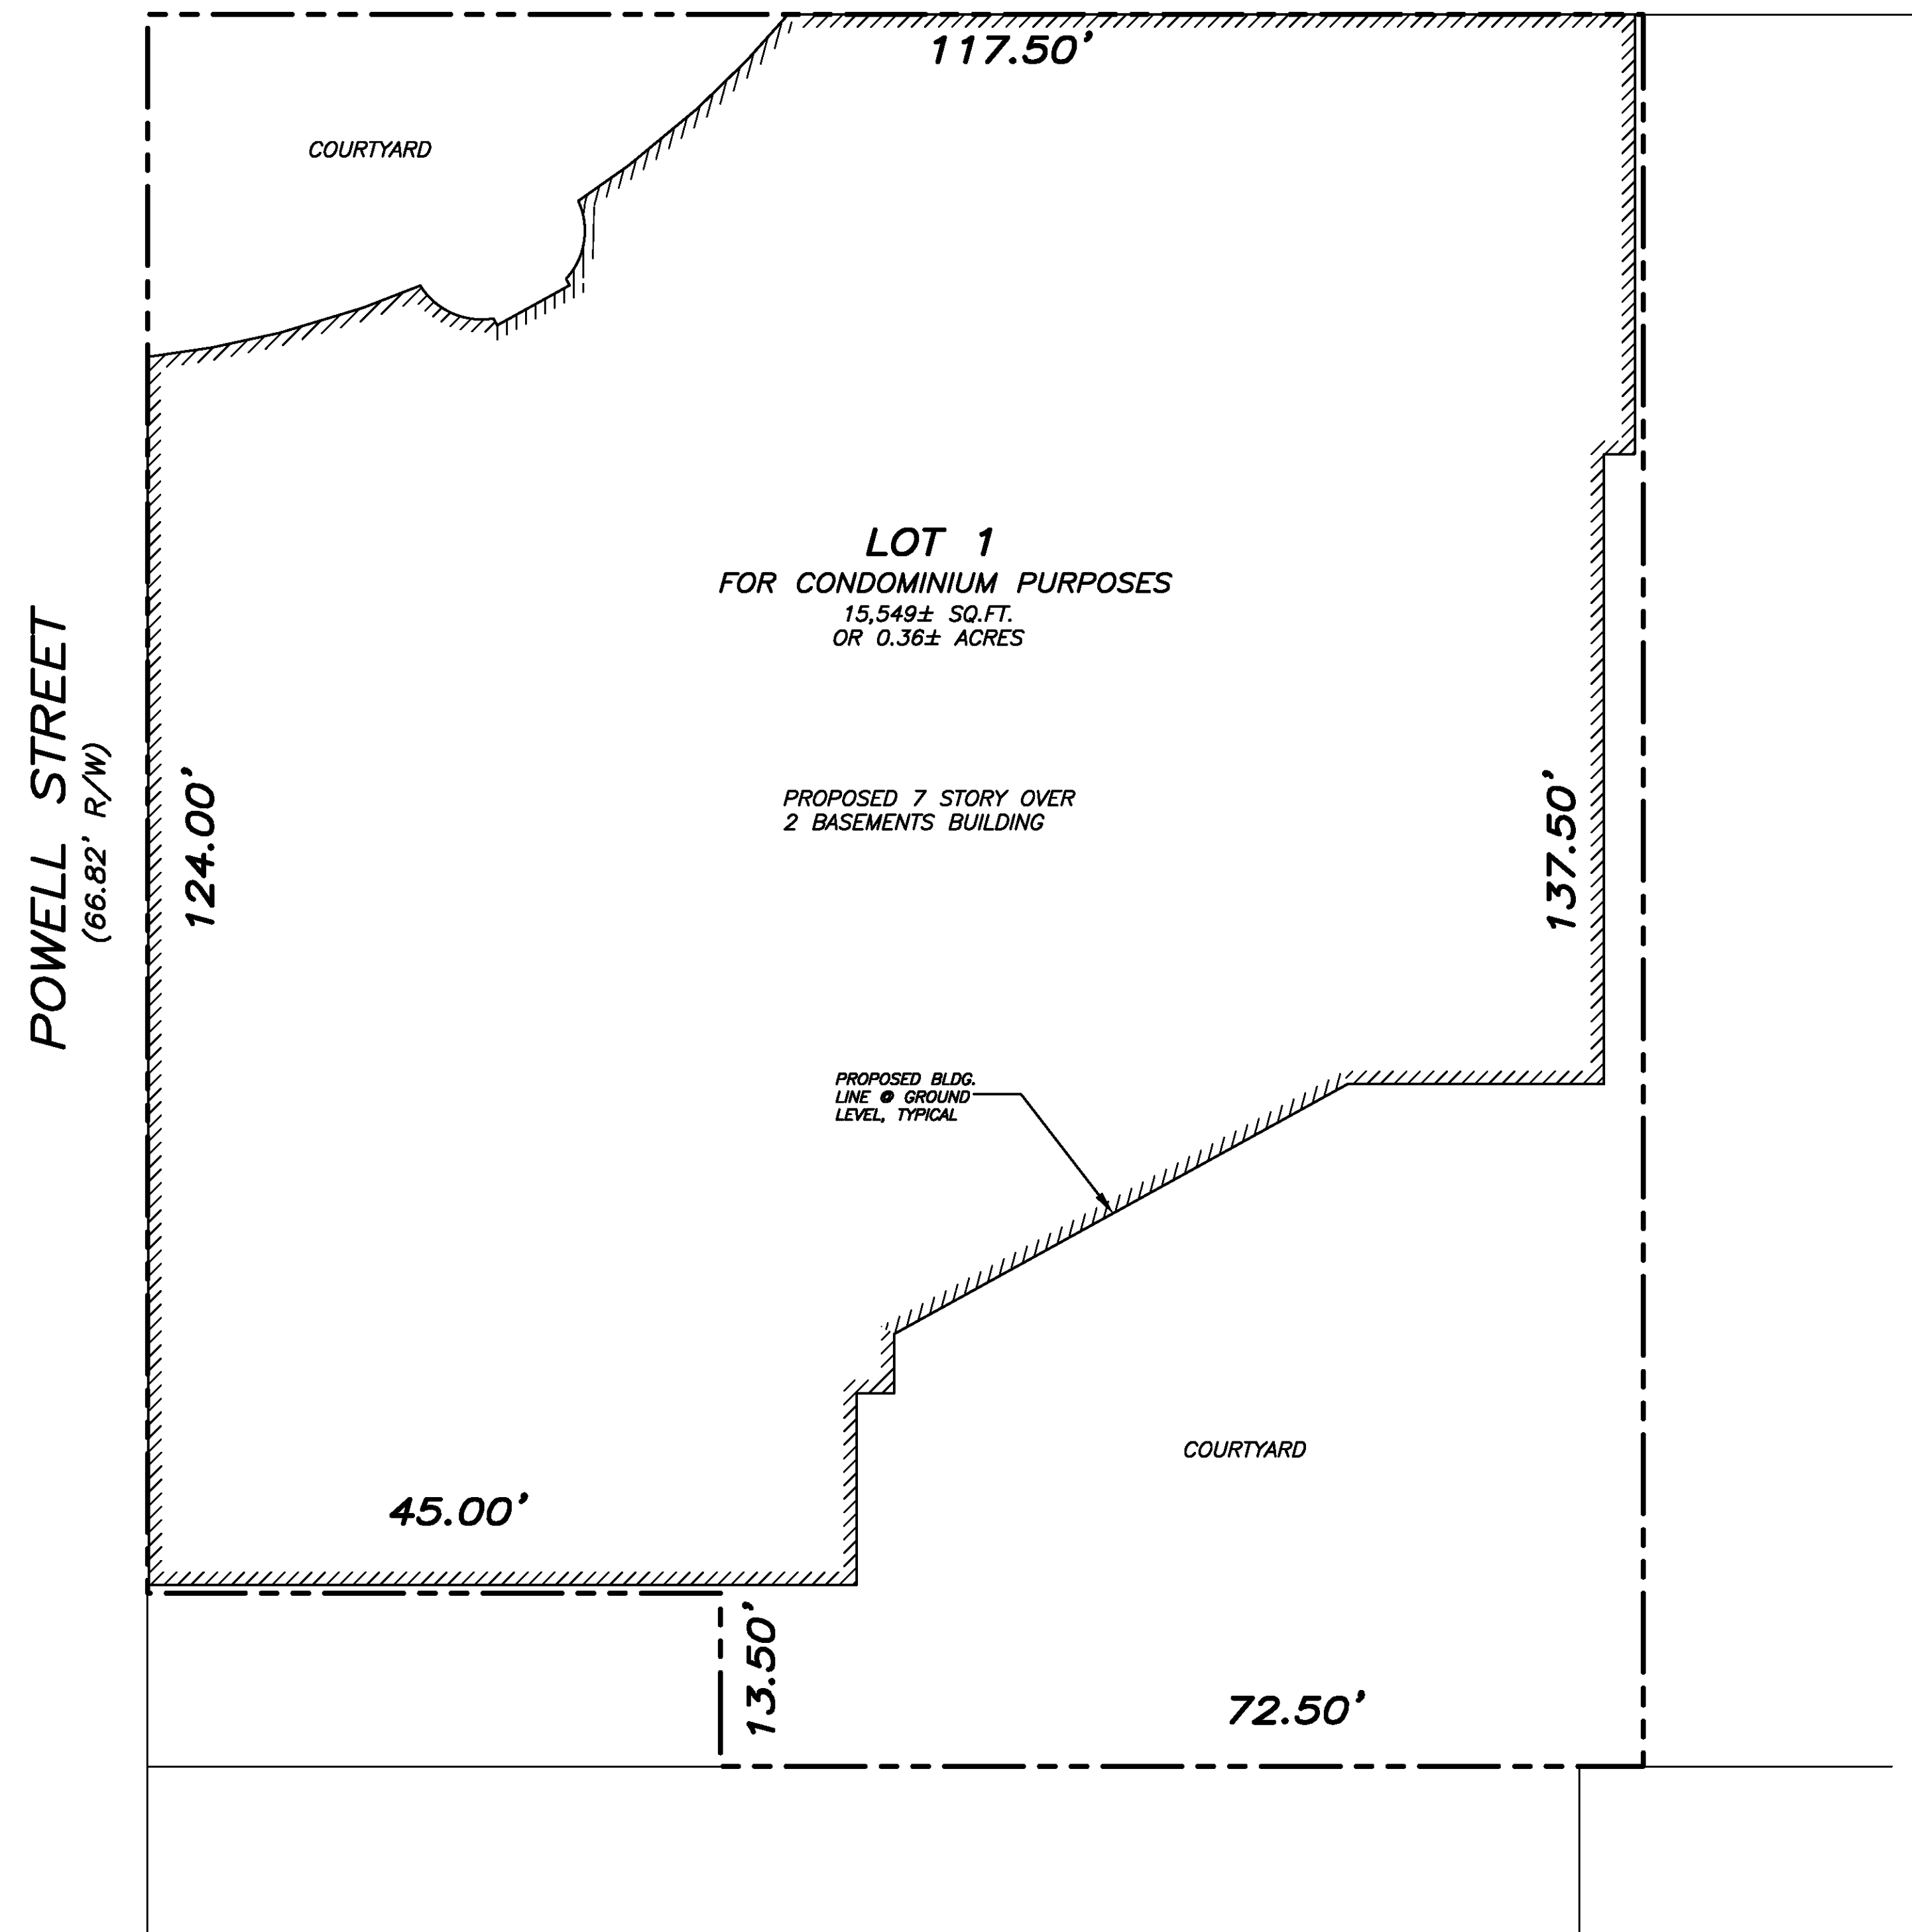 117.50'
COURTYARD
LOT 1
FOR CONDOMINIUM PURPOSES
15,549± SQ.FT.
OR 0.36± ACRES
POWELL STREET
(66.82' R/W)
124.00'
PROPOSED 7 STORY OVER
2 BASEMENTS BUILDING
137.50'
PROPOSED BLDG.
LINE @ GROUND
LEVEL, TYPICAL
COURTYARD
45.00'
13.50'
72.50'